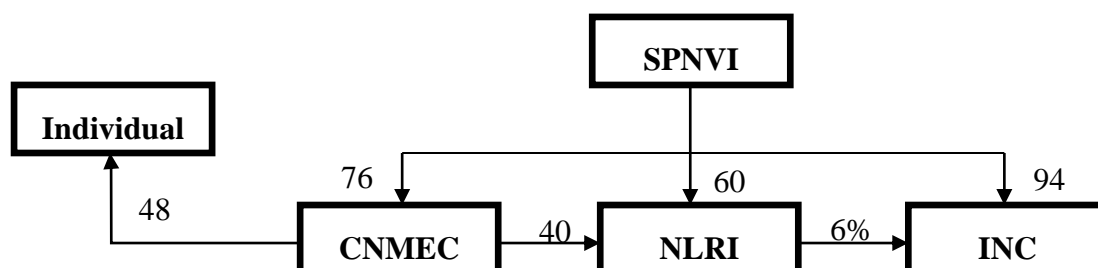 SPNVI
Individual
76
60
94
48
CNMEC
40
NLRI
6%
INC